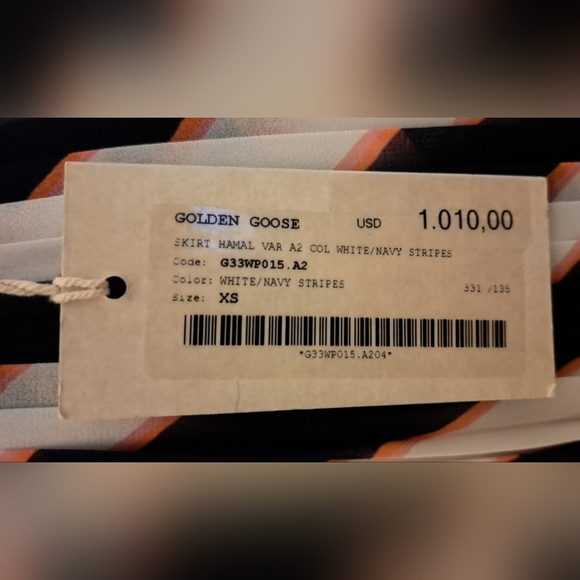 GOLDEN GOOSE USD 1.010,00
SKIRT HAMAL VAR A2 COL WHITE/NAVY STRIPES
Code: G33WP015.A2
Color: WHITE/NAVY STRIPES 331 /135
Size: XS
*G33WP015.A204*